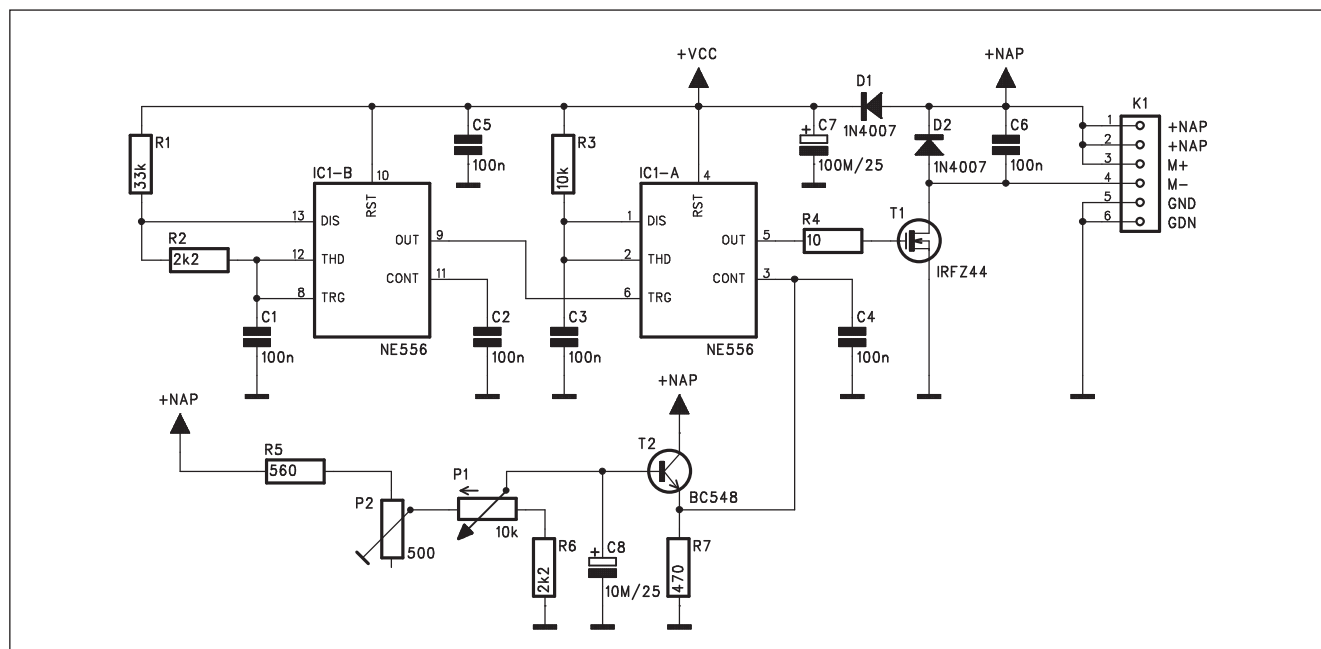 +VCC
+NAP
D1
1N4007
K1
R1
33k
C5
100n
R3
10k
C7
+
100M/25
D2
1N4007
C6
100n
1 +NAP
2 +NAP
3 M+
4 M-
5 GND
6 GDN
IC1-B
10
RST
13 DIS
R2
2k2
12 THD
8 TRG
OUT 9
CONT 11
NE556
C1
100n
C2
100n
IC1-A
4
RST
1 DIS
2 THD
6 TRG
OUT 5
CONT 3
NE556
C3
100n
R4
10
T1
IRFZ44
C4
100n
+NAP
R5
560
P2
500
P1
10k
R6
2k2
+
C8
10M/25
+NAP
T2
BC548
R7
470